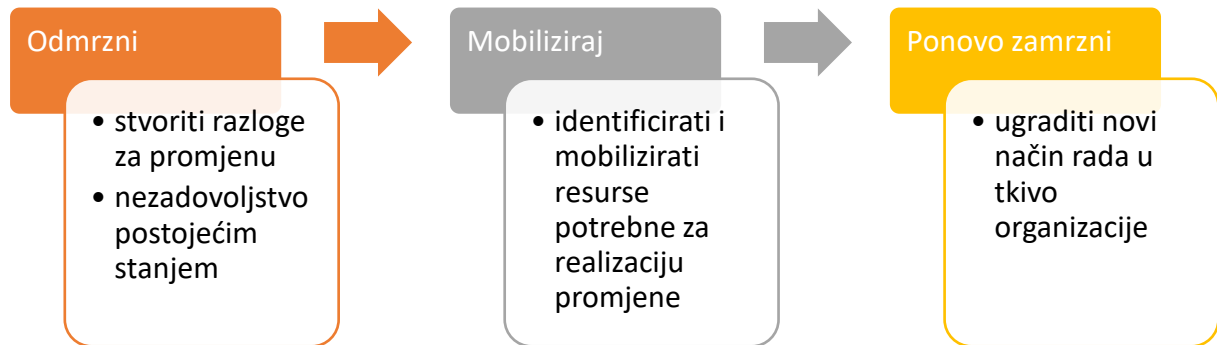 Odmrzni
• stvoriti razloge
za promjenu
• nezadovoljstvo
postojećim
stanjem
Mobiliziraj
• identificirati i
mobilizirati
resurse
potrebne za
realizaciju
promjene
Ponovo zamrzni
• ugraditi novi
način rada u
tkivo
organizacije